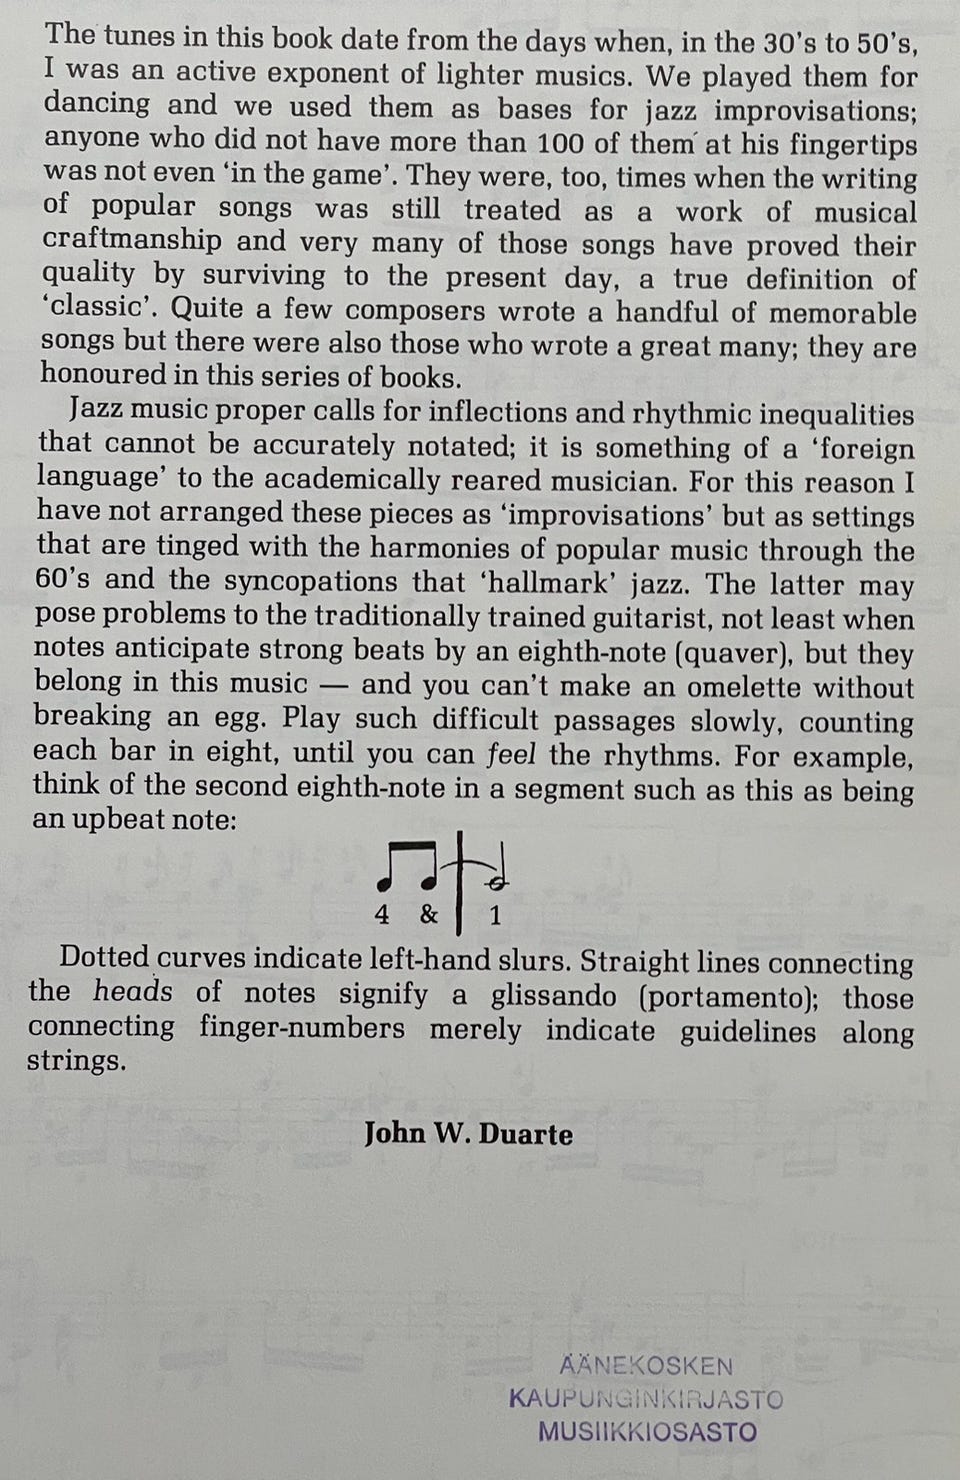 The tunes in this book date from the days when, in the 30's to 50's,
I was an active exponent of lighter musics. We played them for
dancing and we used them as bases for jazz improvisations;
anyone who did not have more than 100 of them at his fingertips
was not even ‘in the game’. They were, too, times when the writing
of popular songs was still treated as a work of musical
craftmanship and very many of those songs have proved their
quality by surviving to the present day, a true definition of
‘classic’. Quite a few composers wrote a handful of memorable
songs but there were also those who wrote a great many; they are
honoured in this series of books.
Jazz music proper calls for inflections and rhythmic inequalities
that cannot be accurately notated; it is something of a ‘foreign
language’ to the academically reared musician. For this reason I
have not arranged these pieces as ‘improvisations’ but as settings
that are tinged with the harmonies of popular music through the
60's and the syncopations that ‘hallmark’ jazz. The latter may
pose problems to the traditionally trained guitarist, not least when
notes anticipate strong beats by an eighth-note (quaver), but they
belong in this music — and you can't make an omelette without
breaking an egg. Play such difficult passages slowly, counting
each bar in eight, until you can feel the rhythms. For example,
think of the second eighth-note in a segment such as this as being
an upbeat note:
4 & 1
Dotted curves indicate left-hand slurs. Straight lines connecting
the heads of notes signify a glissando (portamento); those
connecting finger-numbers merely indicate guidelines along
strings.
John W. Duarte
ÄÄNEKOSKEN
KAUPUNGINKIRJASTO
MUSIIKKIOSASTO